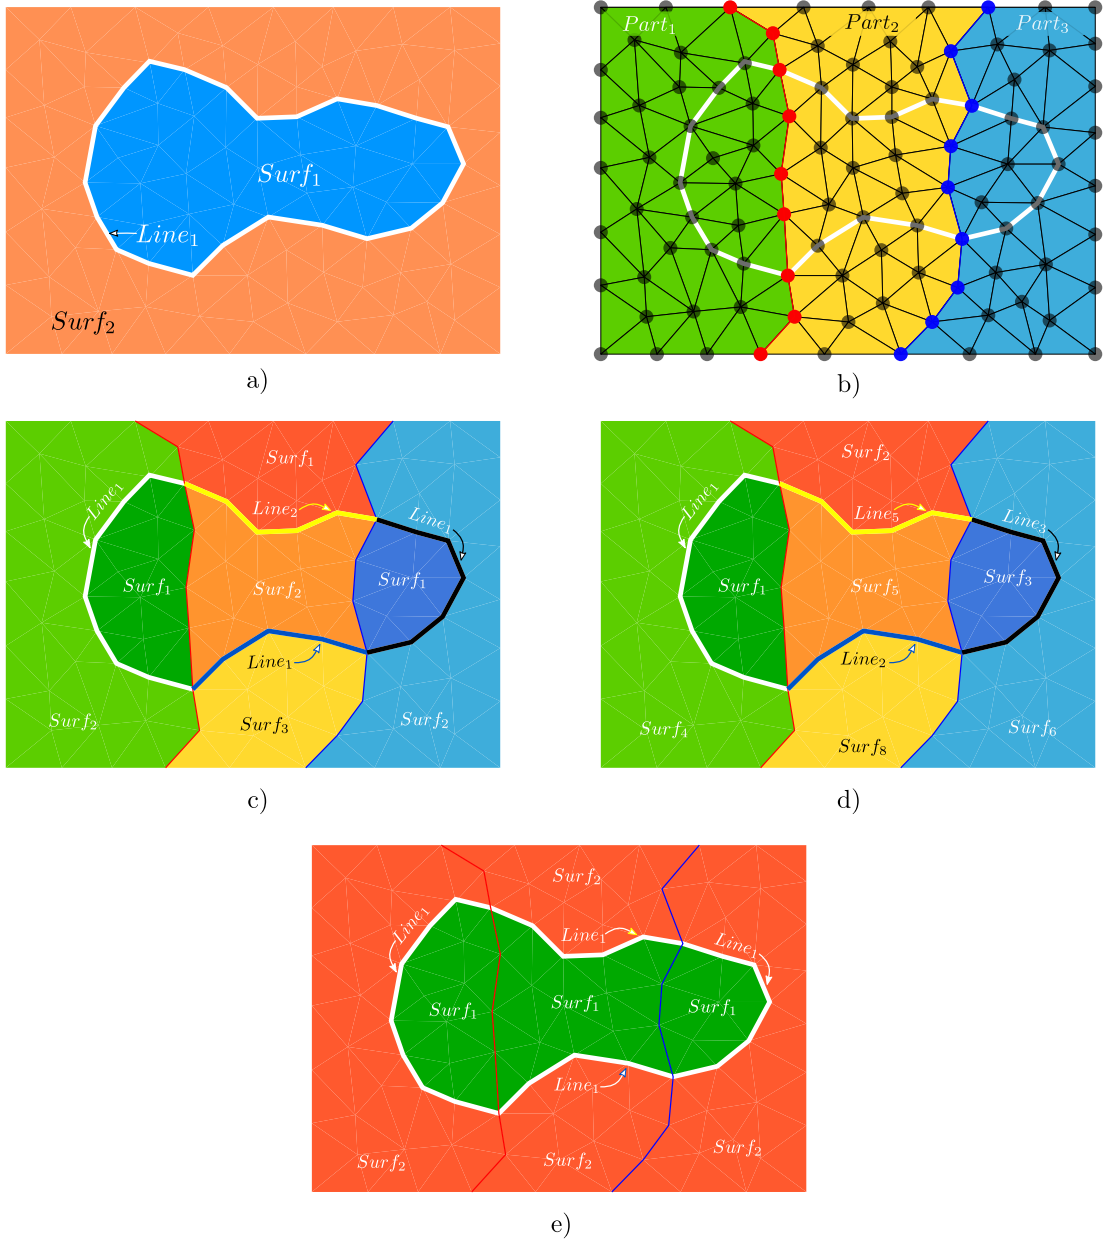 Surf₁
Line₁
Surf₂
a)
Part₁
Part₂
Part₃
b)
Surf₁
Line₁
Line₂
Line₁
Surf₁
Surf₂
Surf₁
Line₁
Surf₂
Surf₃
Surf₂
c)
Surf₂
Line₁
Line₅
Line₃
Surf₁
Surf₅
Surf₃
Line₂
Surf₄
Surf₈
Surf₆
d)
Surf₂
Line₁
Line₁
Line₁
Surf₁
Surf₁
Surf₁
Line₁
Surf₂
Surf₂
Surf₂
e)